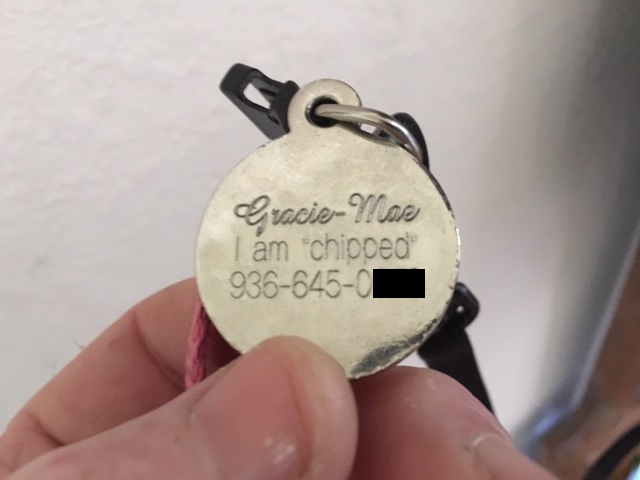 Gracie-Mae
I am "chipped"
936-645-0